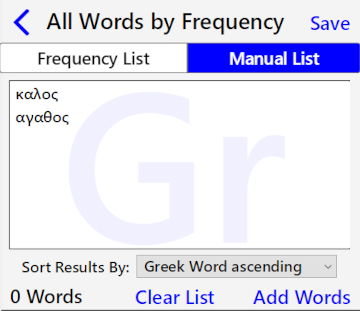 All Words by Frequency Save
Frequency List Manual List
καλος
αγαθος
Gr
Sort Results By: Greek Word ascending
0 Words Clear List Add Words